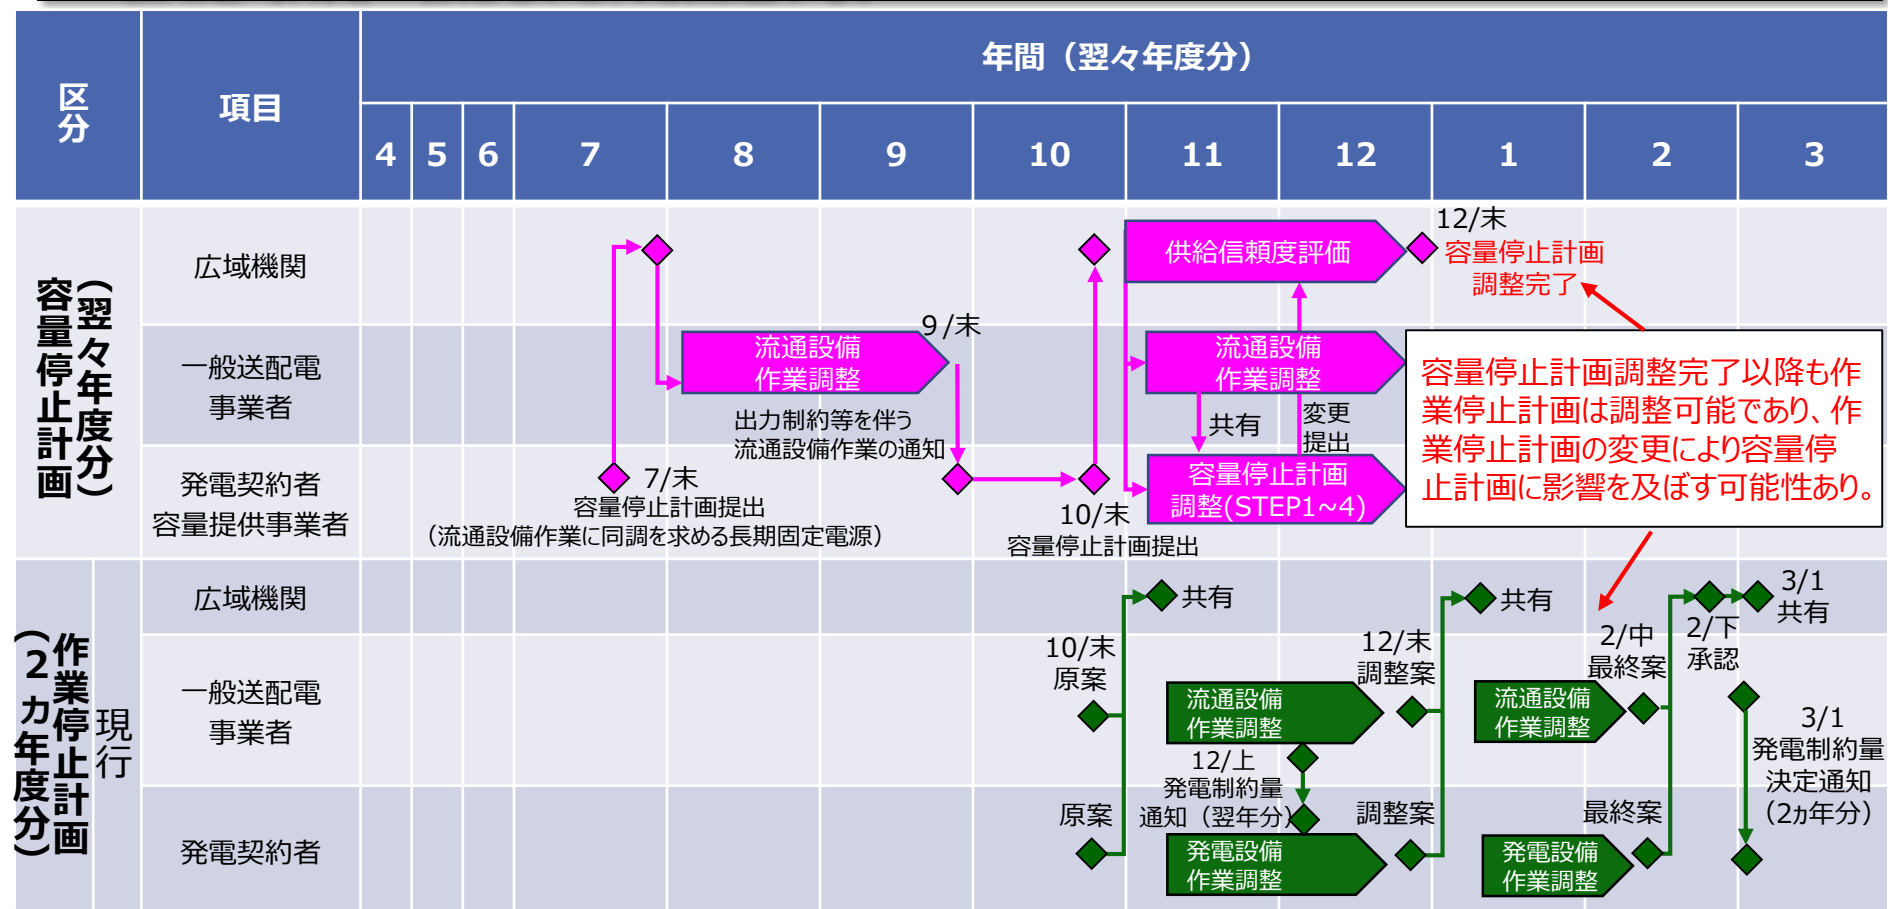 区分
項目
年間（翌々年度分）
4 5 6 7 8 9 10 11 12 1 2 3
容量停止計画
（翌々年度分）
広域機関
供給信頼度評価
12/末
容量停止計画
調整完了
一般送配電
事業者
流通設備
作業調整
9/末
出力制約等を伴う
流通設備作業の通知
流通設備
作業調整
共有
変更
提出
容量停止計画調整完了以降も作
業停止計画は調整可能であり、作
業停止計画の変更により容量停
止計画に影響を及ぼす可能性あり。
発電契約者
容量提供事業者
7/末
容量停止計画提出
（流通設備作業に同調を求める長期固定電源）
10/末
容量停止計画提出
容量停止計画
調整(STEP1~4)
作業停止計画
（2カ年度分）
現行
広域機関
共有
共有
3/1
共有
一般送配電
事業者
10/末
原案
流通設備
作業調整
12/上
発電制約量
通知（翌年分）
12/末
調整案
流通設備
作業調整
2/中
最終案
2/下
承認
3/1
発電制約量
決定通知
（2ヵ年分）
発電契約者
原案
発電設備
作業調整
調整案
発電設備
作業調整
最終案